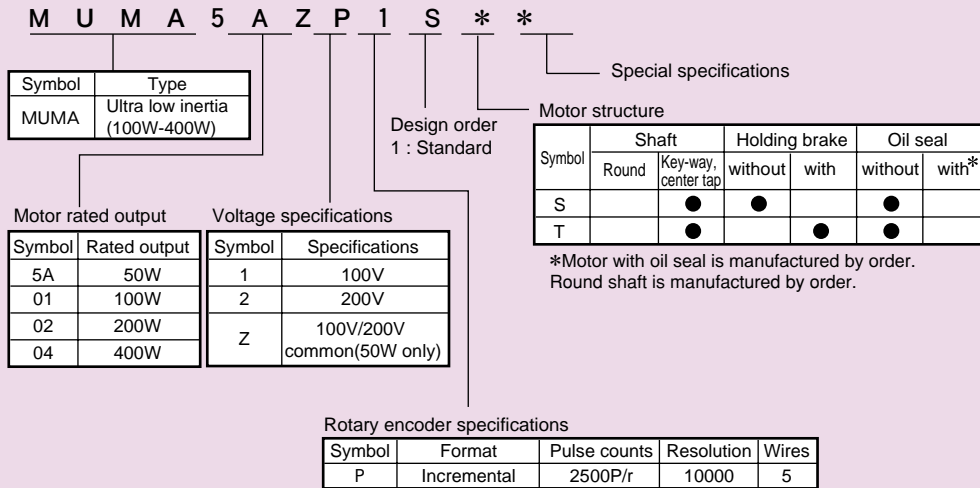 M U M A 5 A Z P 1 S * *
Special specifications
Symbol Type
MUMA Ultra low inertia
(100W-400W)
Design order
1 : Standard
Motor structure
Symbol Shaft Holding brake Oil seal
Round Key-way, center tap without with without with*
S ● ● ●
T ● ● ●
*Motor with oil seal is manufactured by order.
Round shaft is manufactured by order.
Motor rated output
Symbol Rated output
5A 50W
01 100W
02 200W
04 400W
Voltage specifications
Symbol Specifications
1 100V
2 200V
Z 100V/200V
common(50W only)
Rotary encoder specifications
Symbol Format Pulse counts Resolution Wires
P Incremental 2500P/r 10000 5